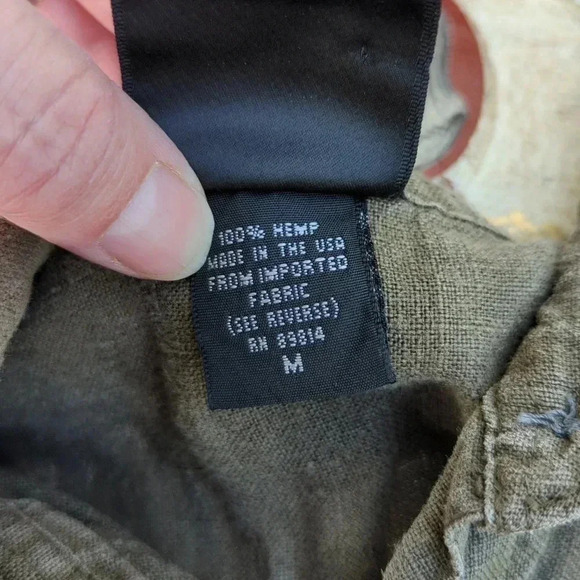 100% HEMP
MADE IN THE USA
FROM IMPORTED
FABRIC
(SEE REVERSE)
RN 89814
M